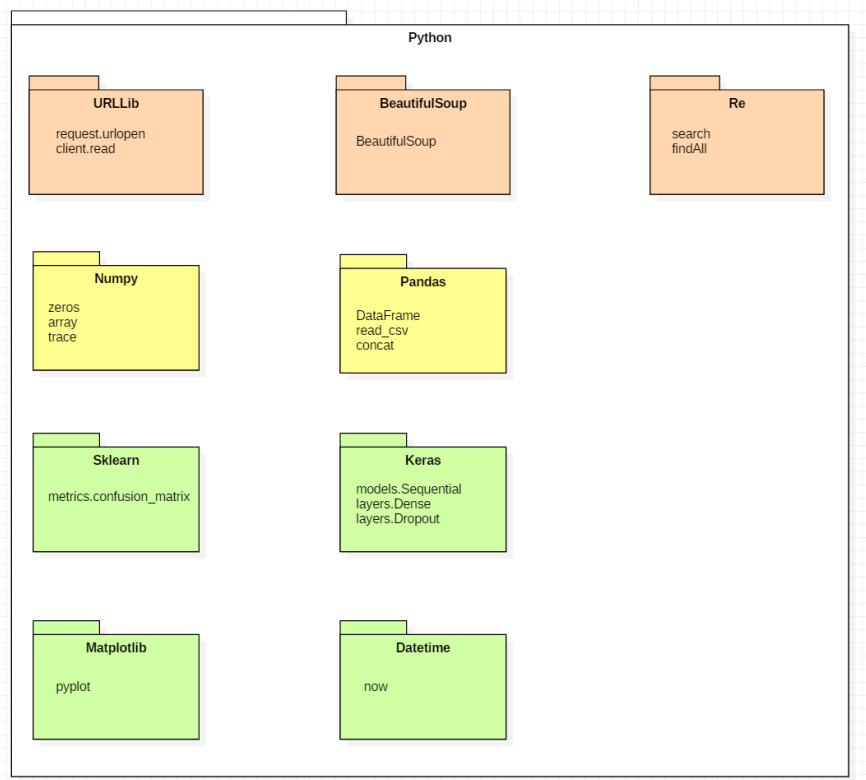 Python
URLLib
request.urlopen
client.read
BeautifulSoup
BeautifulSoup
Re
search
findAll
Numpy
zeros
array
trace
Pandas
DataFrame
read_csv
concat
Sklearn
metrics.confusion_matrix
Keras
models.Sequential
layers.Dense
layers.Dropout
Matplotlib
pyplot
Datetime
now